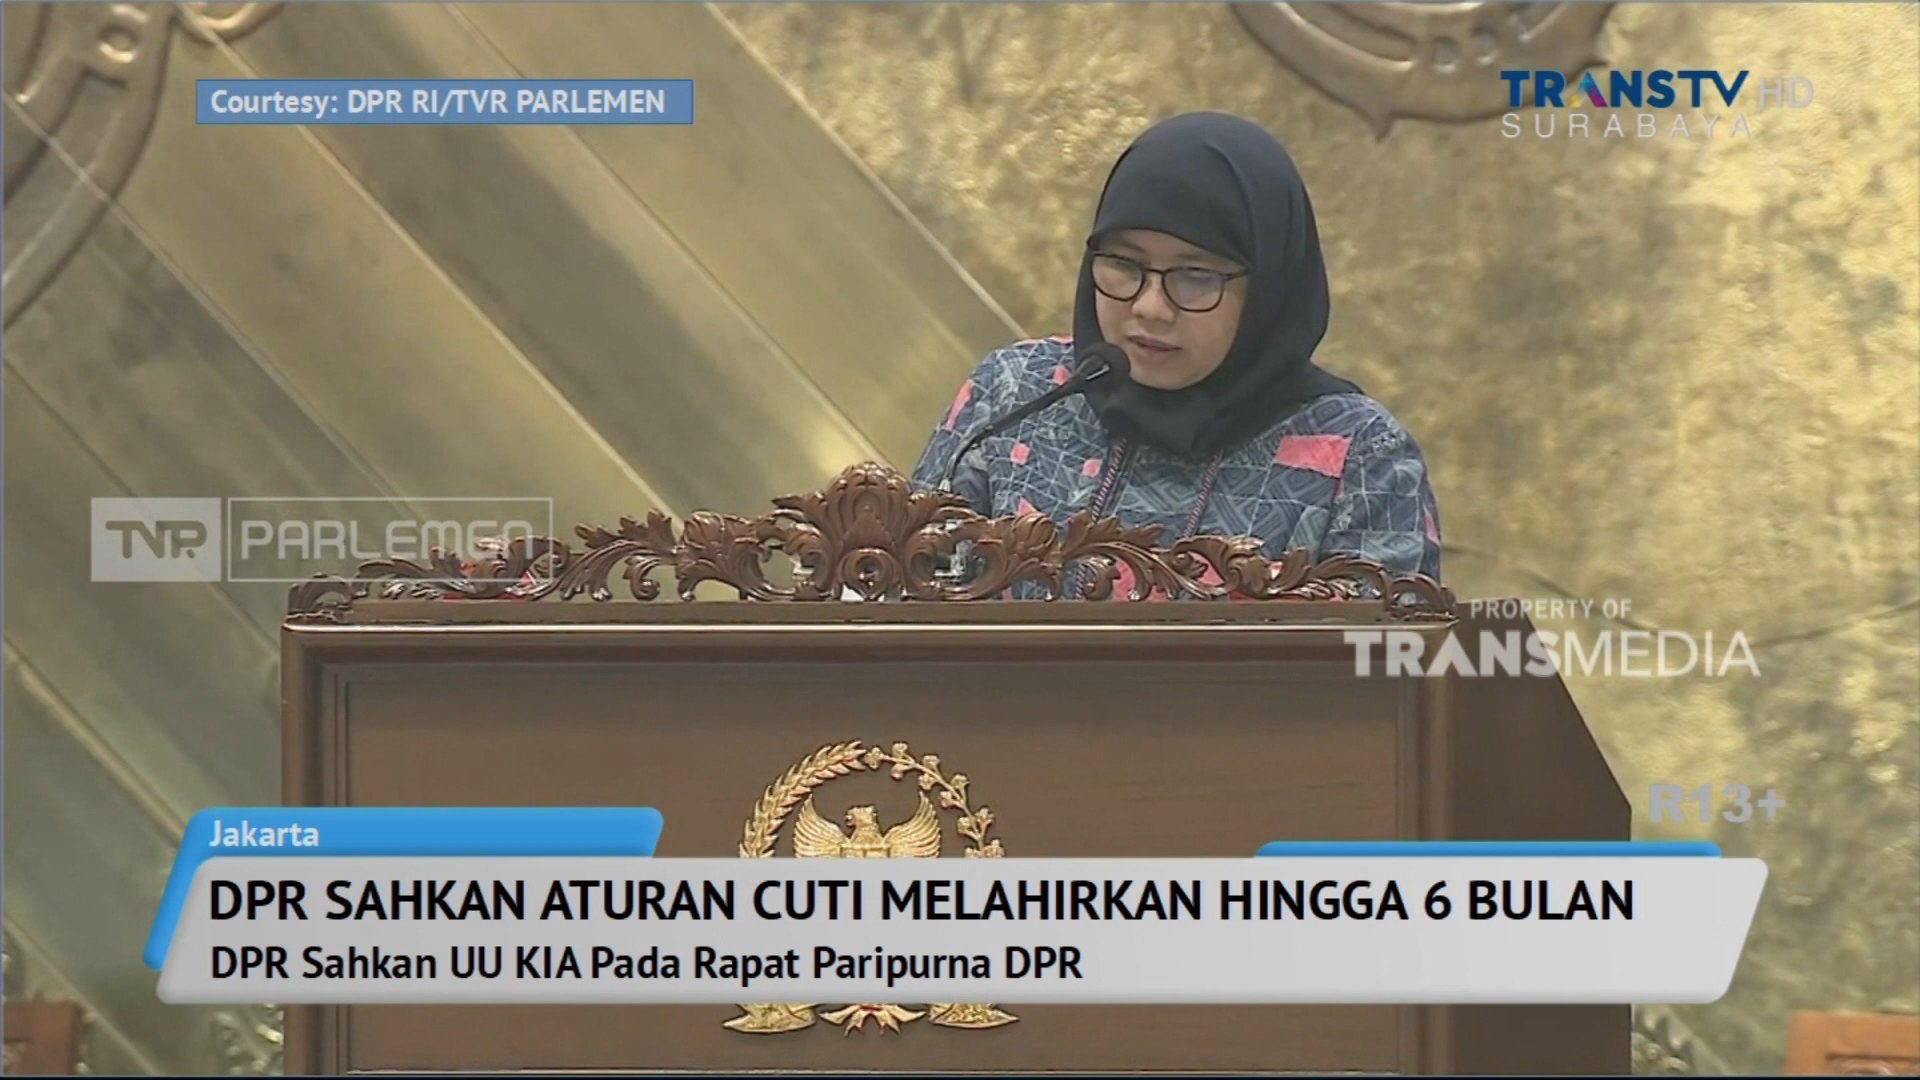 Courtesy: DPR RI/TVR PARLEMEN
TRANSTV HD
SURABAYA
TVR PARLEMEN
PROPERTY OF
TRANSMEDIA
R13+
Jakarta
DPR SAHKAN ATURAN CUTI MELAHIRKAN HINGGA 6 BULAN
DPR Sahkan UU KIA Pada Rapat Paripurna DPR